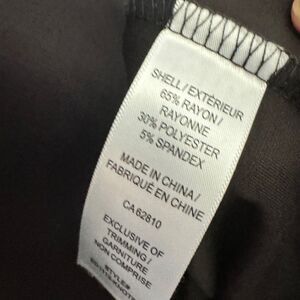 SHELL/EXTÉRIEUR
65% RAYON/
RAYONNE
30% POLYESTER
5% SPANDEX
MADE IN CHINA/
FABRIQUÉ EN CHINE
CA 62810
EXCLUSIVE OF
TRIMMING/
GARNITURE
NON COMPRISE
STYLE#